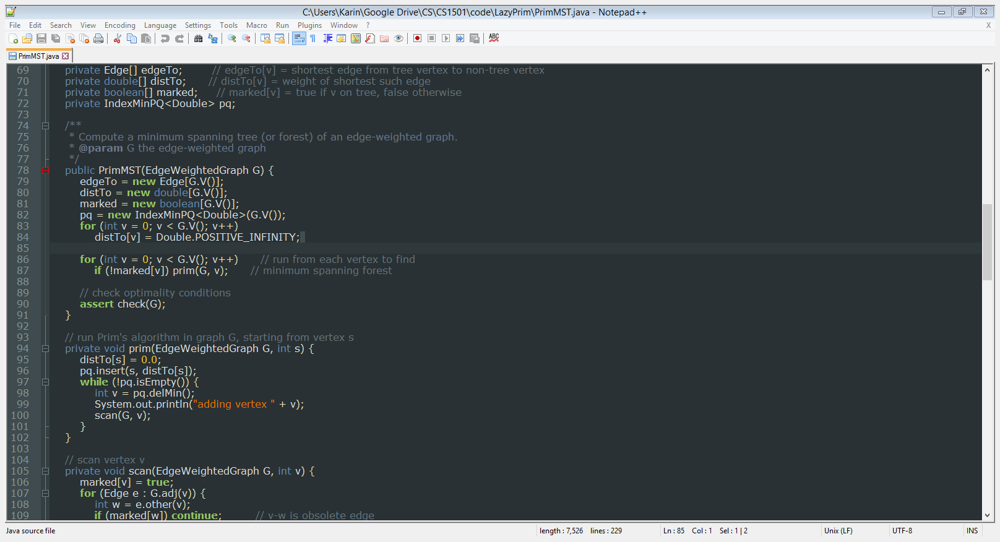 C:\Users\Karin\Google Drive\CS\CS1501\code\LazyPrim\PrimMST.java - Notepad++
File Edit Search View Encoding Language Settings Tools Macro Run Plugins Window ? X
ABC
PrimMST.java
69 private Edge[] edgeTo; // edgeTo[v] = shortest edge from tree vertex to non-tree vertex
70 private double[] distTo; // distTo[v] = weight of shortest such edge
71 private boolean[] marked; // marked[v] = true if v on tree, false otherwise
72 private IndexMinPQ<Double> pq;
73
74 /**
75 * Compute a minimum spanning tree (or forest) of an edge-weighted graph.
76 * @param G the edge-weighted graph
77 */
78 public PrimMST(EdgeWeightedGraph G) {
79 edgeTo = new Edge[G.V()];
80 distTo = new double[G.V()];
81 marked = new boolean[G.V()];
82 pq = new IndexMinPQ<Double>(G.V());
83 for (int v = 0; v < G.V(); v++)
84 distTo[v] = Double.POSITIVE_INFINITY;
85
86 for (int v = 0; v < G.V(); v++) // run from each vertex to find
87 if (!marked[v]) prim(G, v); // minimum spanning forest
88
89 // check optimality conditions
90 assert check(G);
91 }
92
93 // run Prim's algorithm in graph G, starting from vertex s
94 private void prim(EdgeWeightedGraph G, int s) {
95 distTo[s] = 0.0;
96 pq.insert(s, distTo[s]);
97 while (!pq.isEmpty()) {
98 int v = pq.delMin();
99 System.out.println("adding vertex " + v);
100 scan(G, v);
101 }
102 }
103
104 // scan vertex v
105 private void scan(EdgeWeightedGraph G, int v) {
106 marked[v] = true;
107 for (Edge e : G.adj(v)) {
108 int w = e.other(v);
109 if (marked[w]) continue; // v-w is obsolete edge
Java source file length : 7,526 lines : 229 Ln : 85 Col : 1 Sel : 1 | 2 Unix (LF) UTF-8 INS